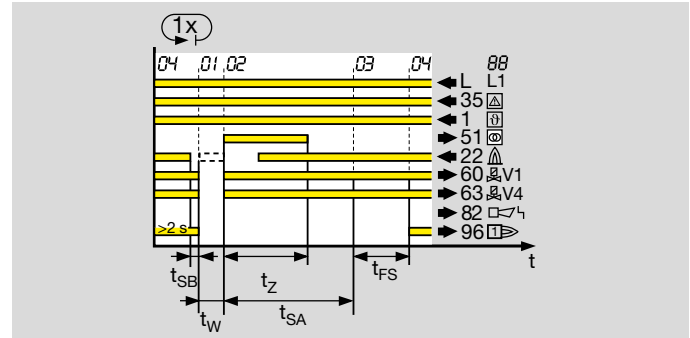 1x
04 01 02 03 04 88
L L1
35
1 ϑ
51
22
60 V1
63 V4
82
>2 s 96 1
t
tSB tZ tFS
tW tSA